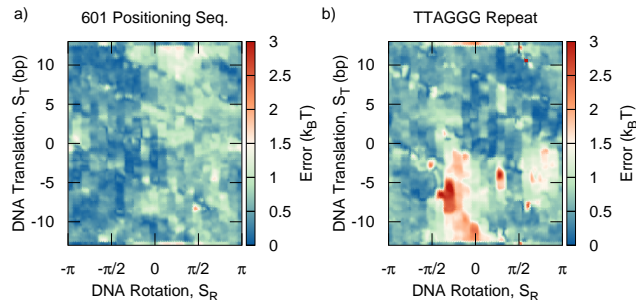 a) 601 Positioning Seq.
DNA Translation, S_T (bp)
10
5
0
-5
-10
-π -π/2 0 π/2 π
DNA Rotation, S_R
3
2.5
2
1.5
1
0.5
0
Error (k_BT)
b) TTAGGG Repeat
DNA Translation, S_T (bp)
10
5
0
-5
-10
-π -π/2 0 π/2 π
DNA Rotation, S_R
3
2.5
2
1.5
1
0.5
0
Error (k_BT)